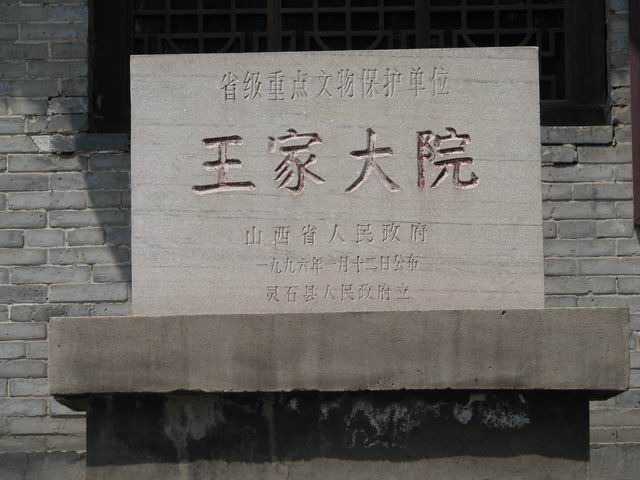 省级重点文物保护单位
王家大院
山西省人民政府
一九九六年一月十二日公布
灵石县人民政府立